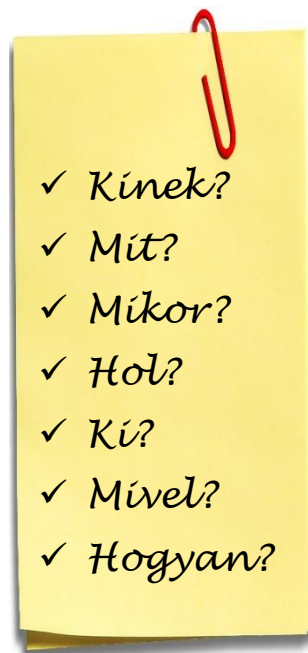 ✓ Kinek?
✓ Mit?
✓ Mikor?
✓ Hol?
✓ Ki?
✓ Mivel?
✓ Hogyan?